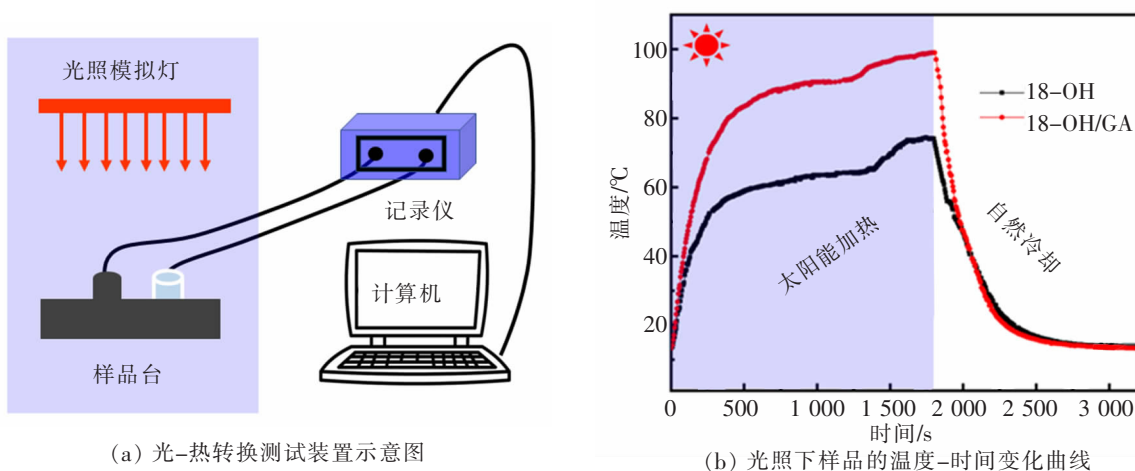 光照模拟灯
记录仪
计算机
样品台
(a) 光-热转换测试装置示意图
100
80
60
40
20
温度/℃
18-OH
18-OH/GA
太阳能加热
自然冷却
0 500 1 000 1 500 2 000 2 500 3 000
时间/s
(b) 光照下样品的温度-时间变化曲线